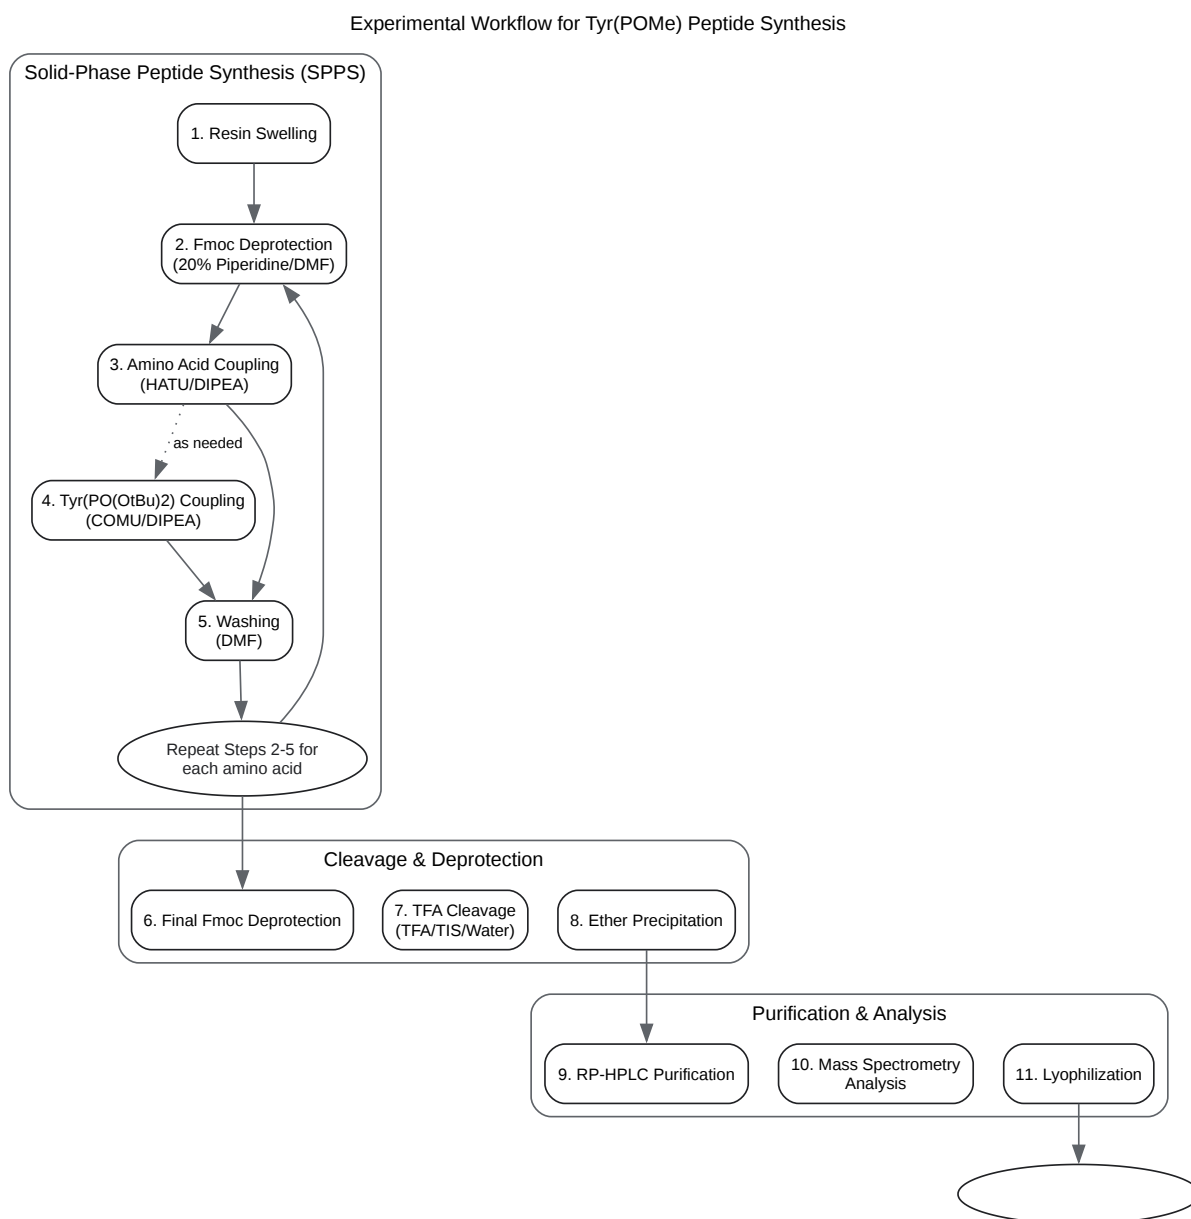 Experimental Workflow for Tyr(POMe) Peptide Synthesis
Solid-Phase Peptide Synthesis (SPPS)
1. Resin Swelling
2. Fmoc Deprotection
(20% Piperidine/DMF)
3. Amino Acid Coupling
(HATU/DIPEA)
as needed
4. Tyr(PO(OtBu)2) Coupling
(COMU/DIPEA)
5. Washing
(DMF)
Repeat Steps 2-5 for
each amino acid
Cleavage & Deprotection
6. Final Fmoc Deprotection
7. TFA Cleavage
(TFA/TIS/Water)
8. Ether Precipitation
Purification & Analysis
9. RP-HPLC Purification
10. Mass Spectrometry
Analysis
11. Lyophilization